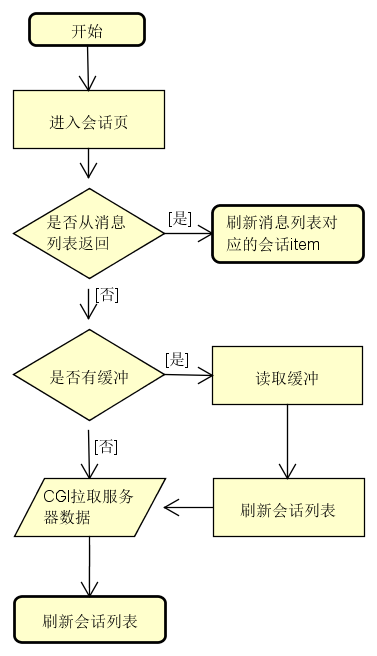 开始
进入会话页
是否从消息
列表返回
[是]
刷新消息列表对
应的会话item
[否]
是否有缓冲
[是]
读取缓冲
[否]
CGI拉取服务
器数据
刷新会话列表
刷新会话列表